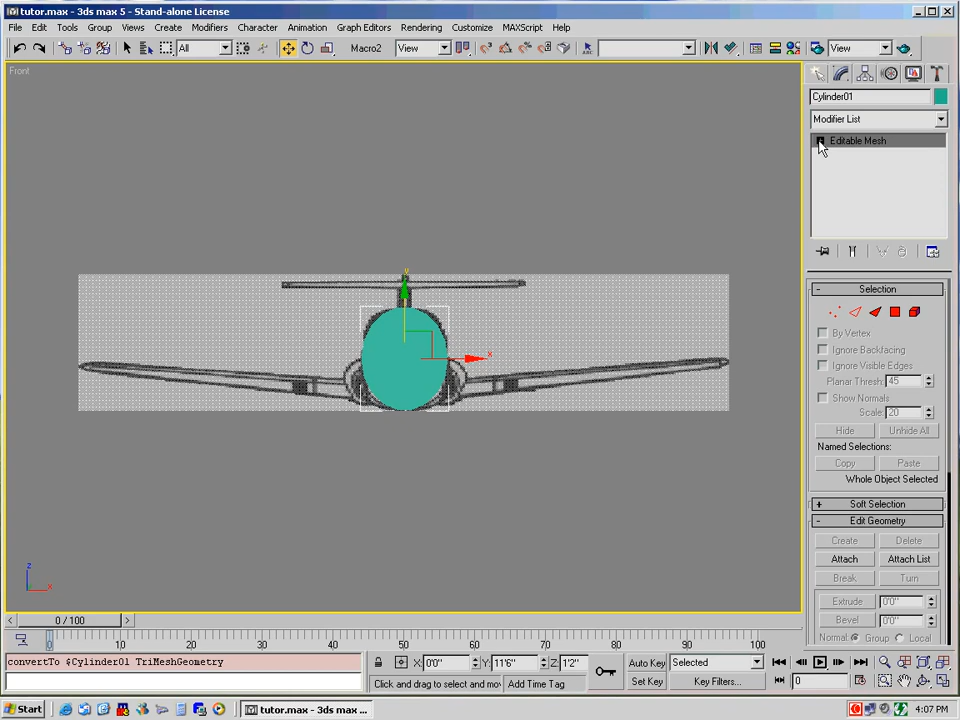 tutor.max - 3ds max 5 - Stand-alone License
File Edit Tools Group Views Create Modifiers Character Animation Graph Editors Rendering Customize MAXScript Help
All Macro2 View View
Front
Cylinder01
Modifier List
Editable Mesh
- Selection
By Vertex
Ignore Backfacing
Ignore Visible Edges
Planar Thresh: 45
Show Normals
Scale: 20
Hide Unhide All
Named Selections:
Copy Paste
Whole Object Selected
+ Soft Selection
- Edit Geometry
Create Delete
Attach Attach List
Break Turn
Extrude 0'0"
Bevel 0'0"
Normal: Group Local
y
x
z
x
< 0 / 100 >
0 10 20 30 40 50 60 70 80 90 100
convertTo $Cylinder01 TriMeshGeometry
X: 0'0" Y: 11'6" Z: 1'2"
Auto Key Selected
Click and drag to select and mov Add Time Tag
Set Key Key Filters... 0
Start tutor.max - 3ds max ... 4:07 PM